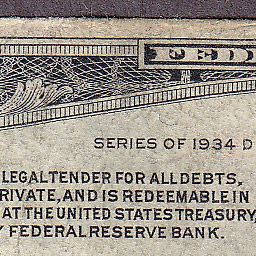 FED
SERIES OF 1934 D
LEGAL TENDER FOR ALL DEBTS,
RIVATE, AND IS REDEEMABLE IN
AT THE UNITED STATES TREASURY,
Y FEDERAL RESERVE BANK.